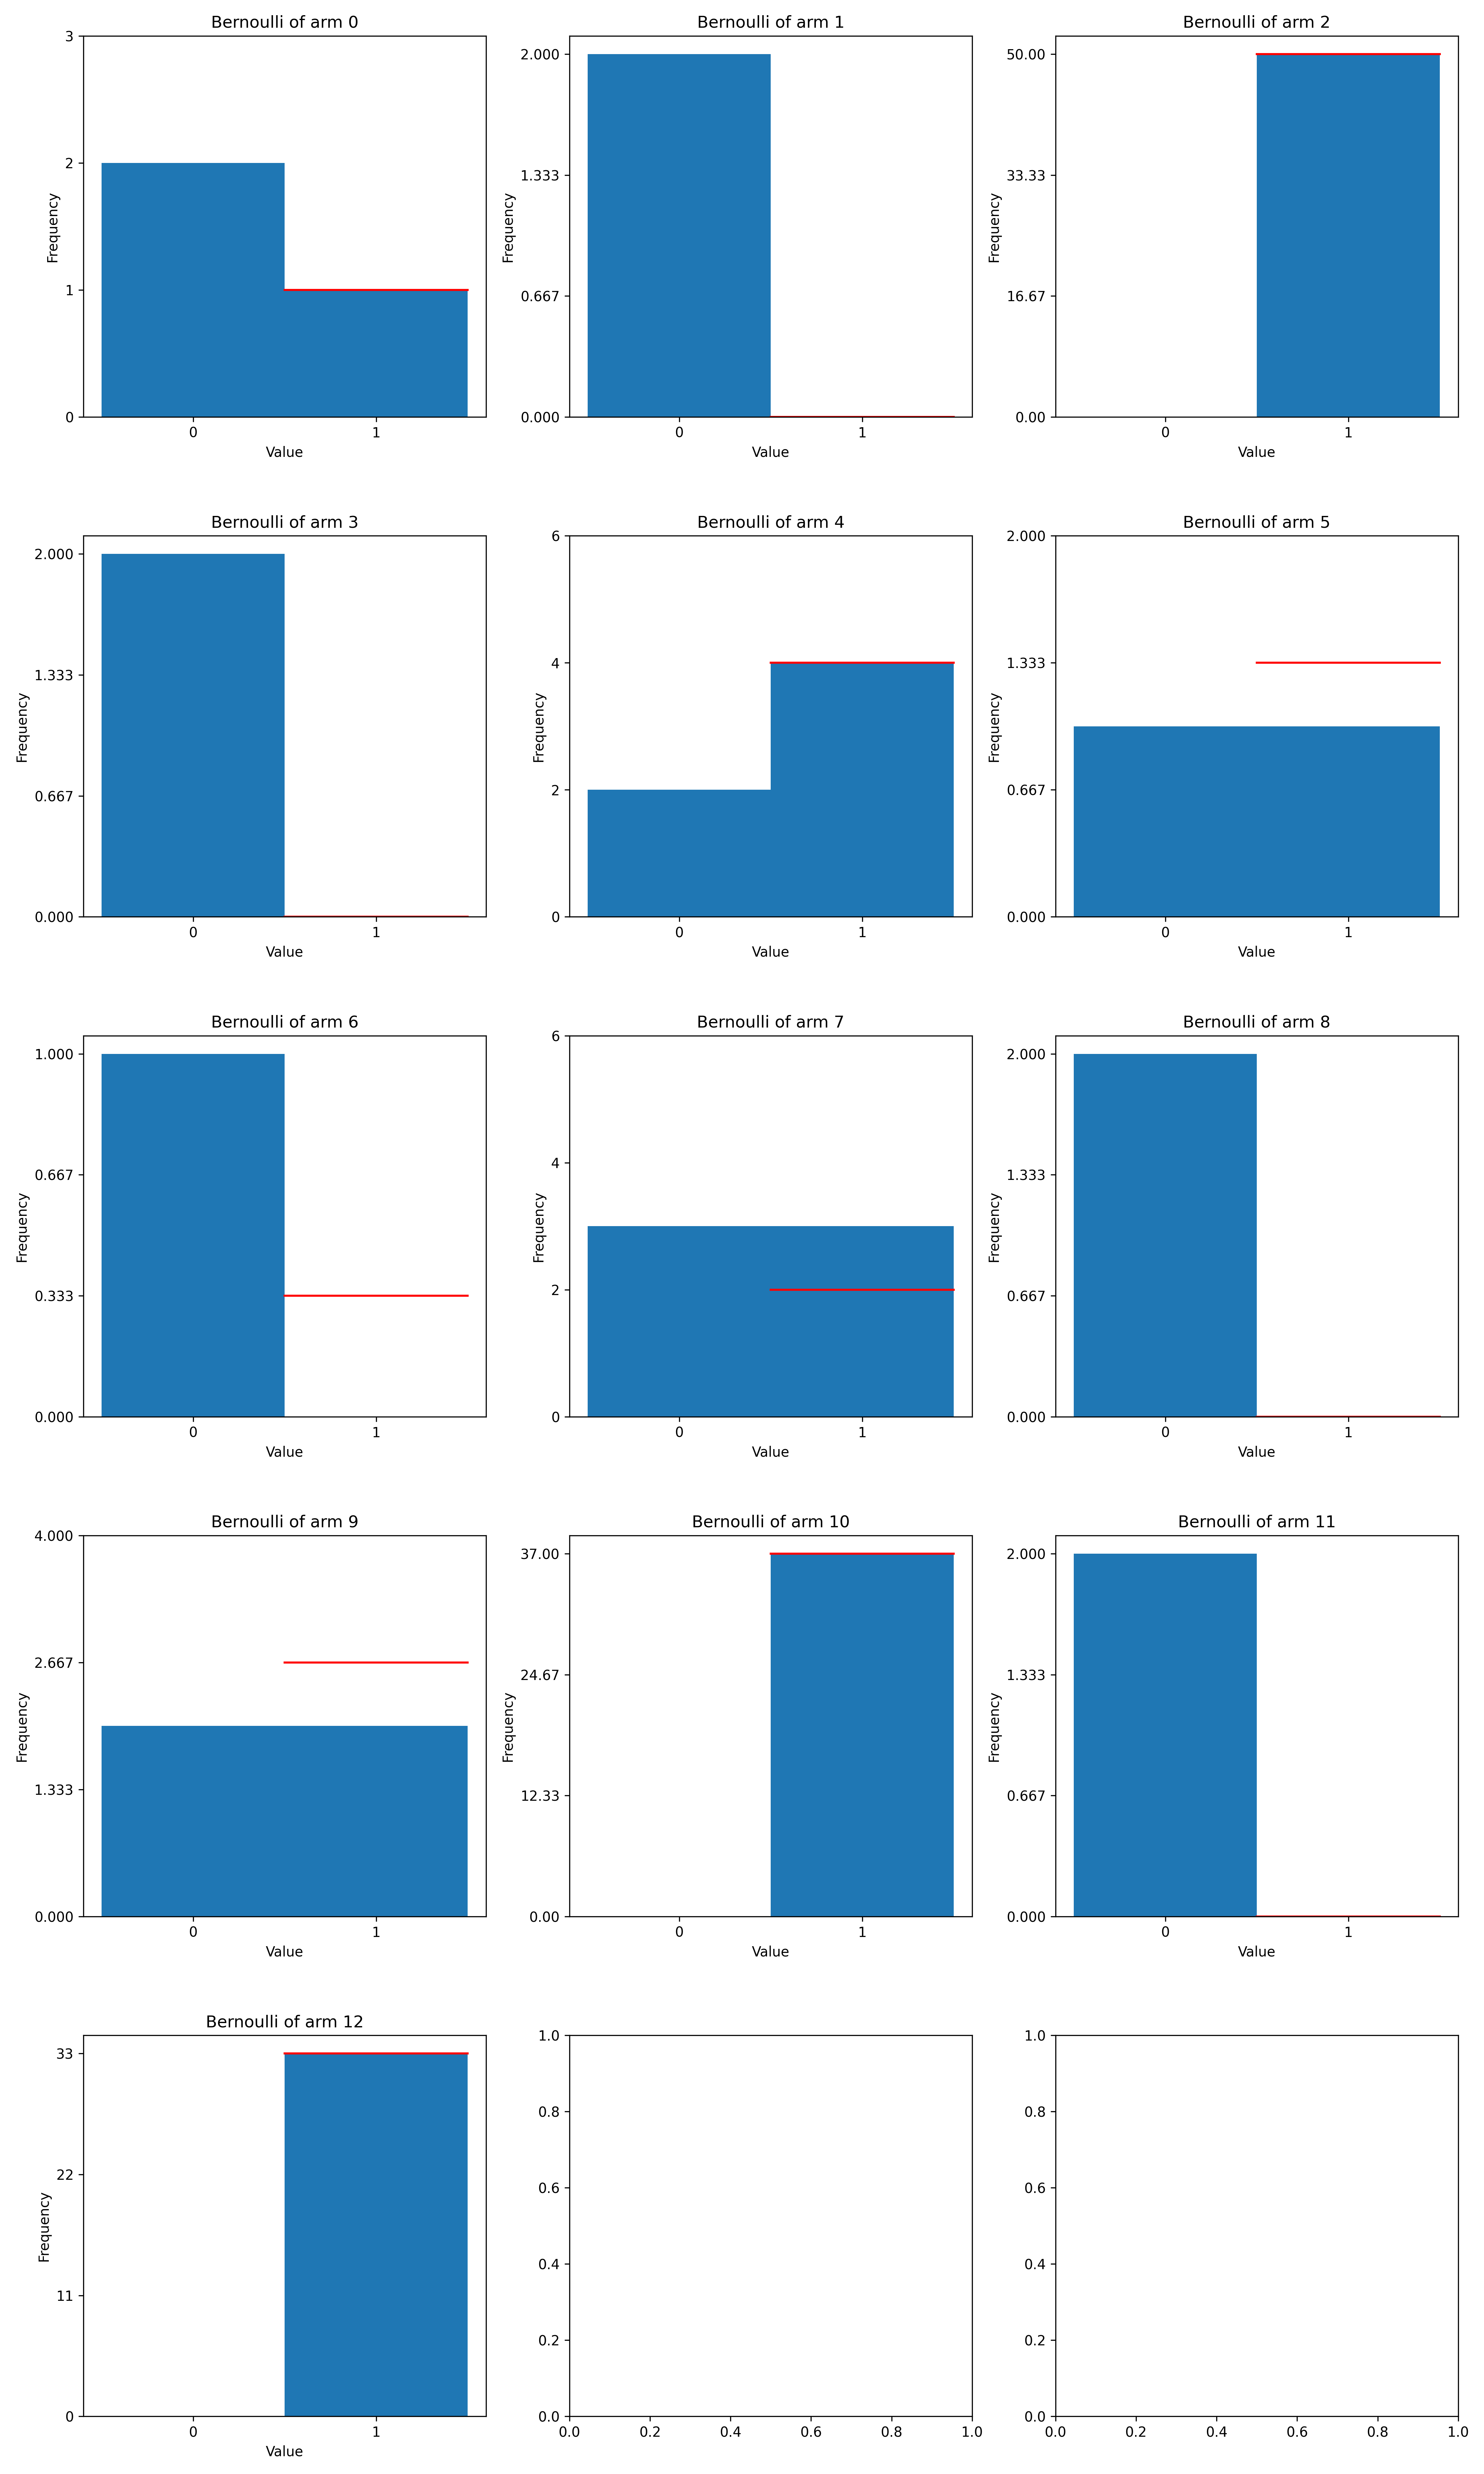 Bernoulli of arm 0
3
2
1
0
Frequency
0 1
Value
Bernoulli of arm 1
2.000
1.333
0.667
0.000
Frequency
0 1
Value
Bernoulli of arm 2
50.00
33.33
16.67
0.00
Frequency
0 1
Value
Bernoulli of arm 3
2.000
1.333
0.667
0.000
Frequency
0 1
Value
Bernoulli of arm 4
6
4
2
0
Frequency
0 1
Value
Bernoulli of arm 5
2.000
1.333
0.667
0.000
Frequency
0 1
Value
Bernoulli of arm 6
1.000
0.667
0.333
0.000
Frequency
0 1
Value
Bernoulli of arm 7
6
4
2
0
Frequency
0 1
Value
Bernoulli of arm 8
2.000
1.333
0.667
0.000
Frequency
0 1
Value
Bernoulli of arm 9
4.000
2.667
1.333
0.000
Frequency
0 1
Value
Bernoulli of arm 10
37.00
24.67
12.33
0.00
Frequency
0 1
Value
Bernoulli of arm 11
2.000
1.333
0.667
0.000
Frequency
0 1
Value
Bernoulli of arm 12
33
22
11
0
Frequency
0 1
Value
1.0
0.8
0.6
0.4
0.2
0.0
0.0 0.2 0.4 0.6 0.8 1.0
1.0
0.8
0.6
0.4
0.2
0.0
0.0 0.2 0.4 0.6 0.8 1.0